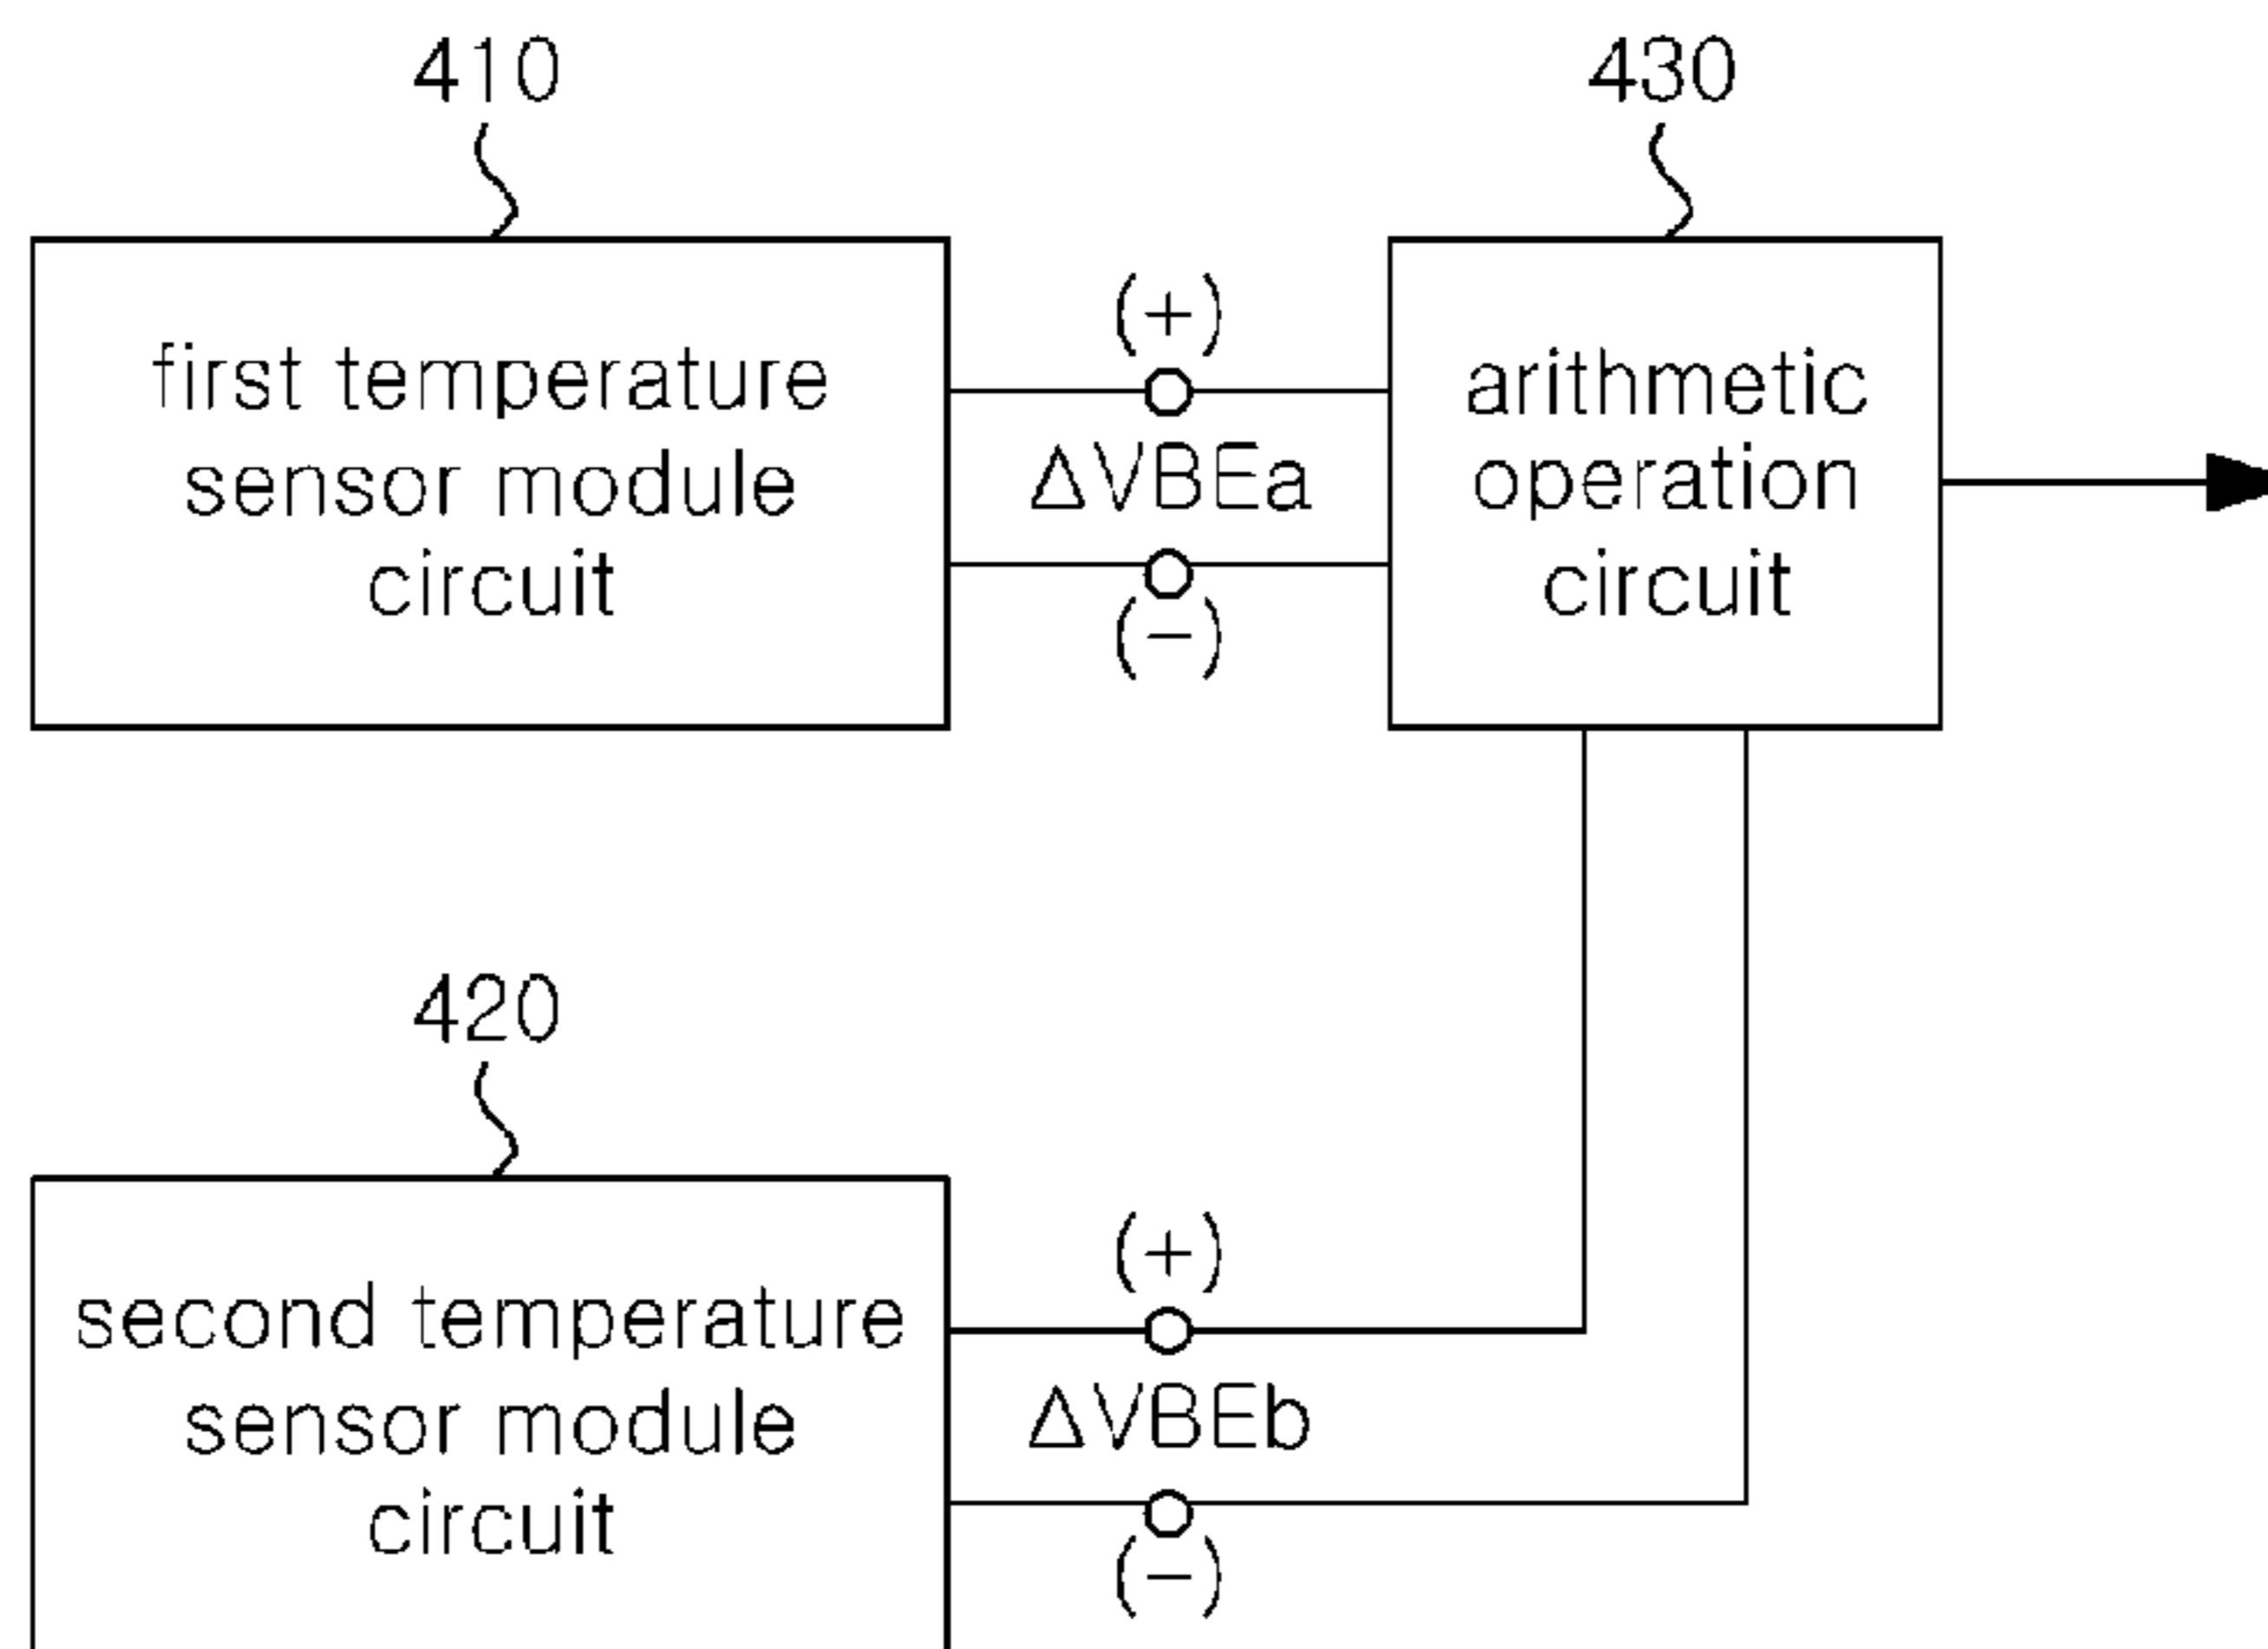 410
430
first temperature
sensor module
circuit
(+)
ΔVBEa
(−)
arithmetic
operation
circuit
420
second temperature
sensor module
circuit
(+)
ΔVBEb
(−)